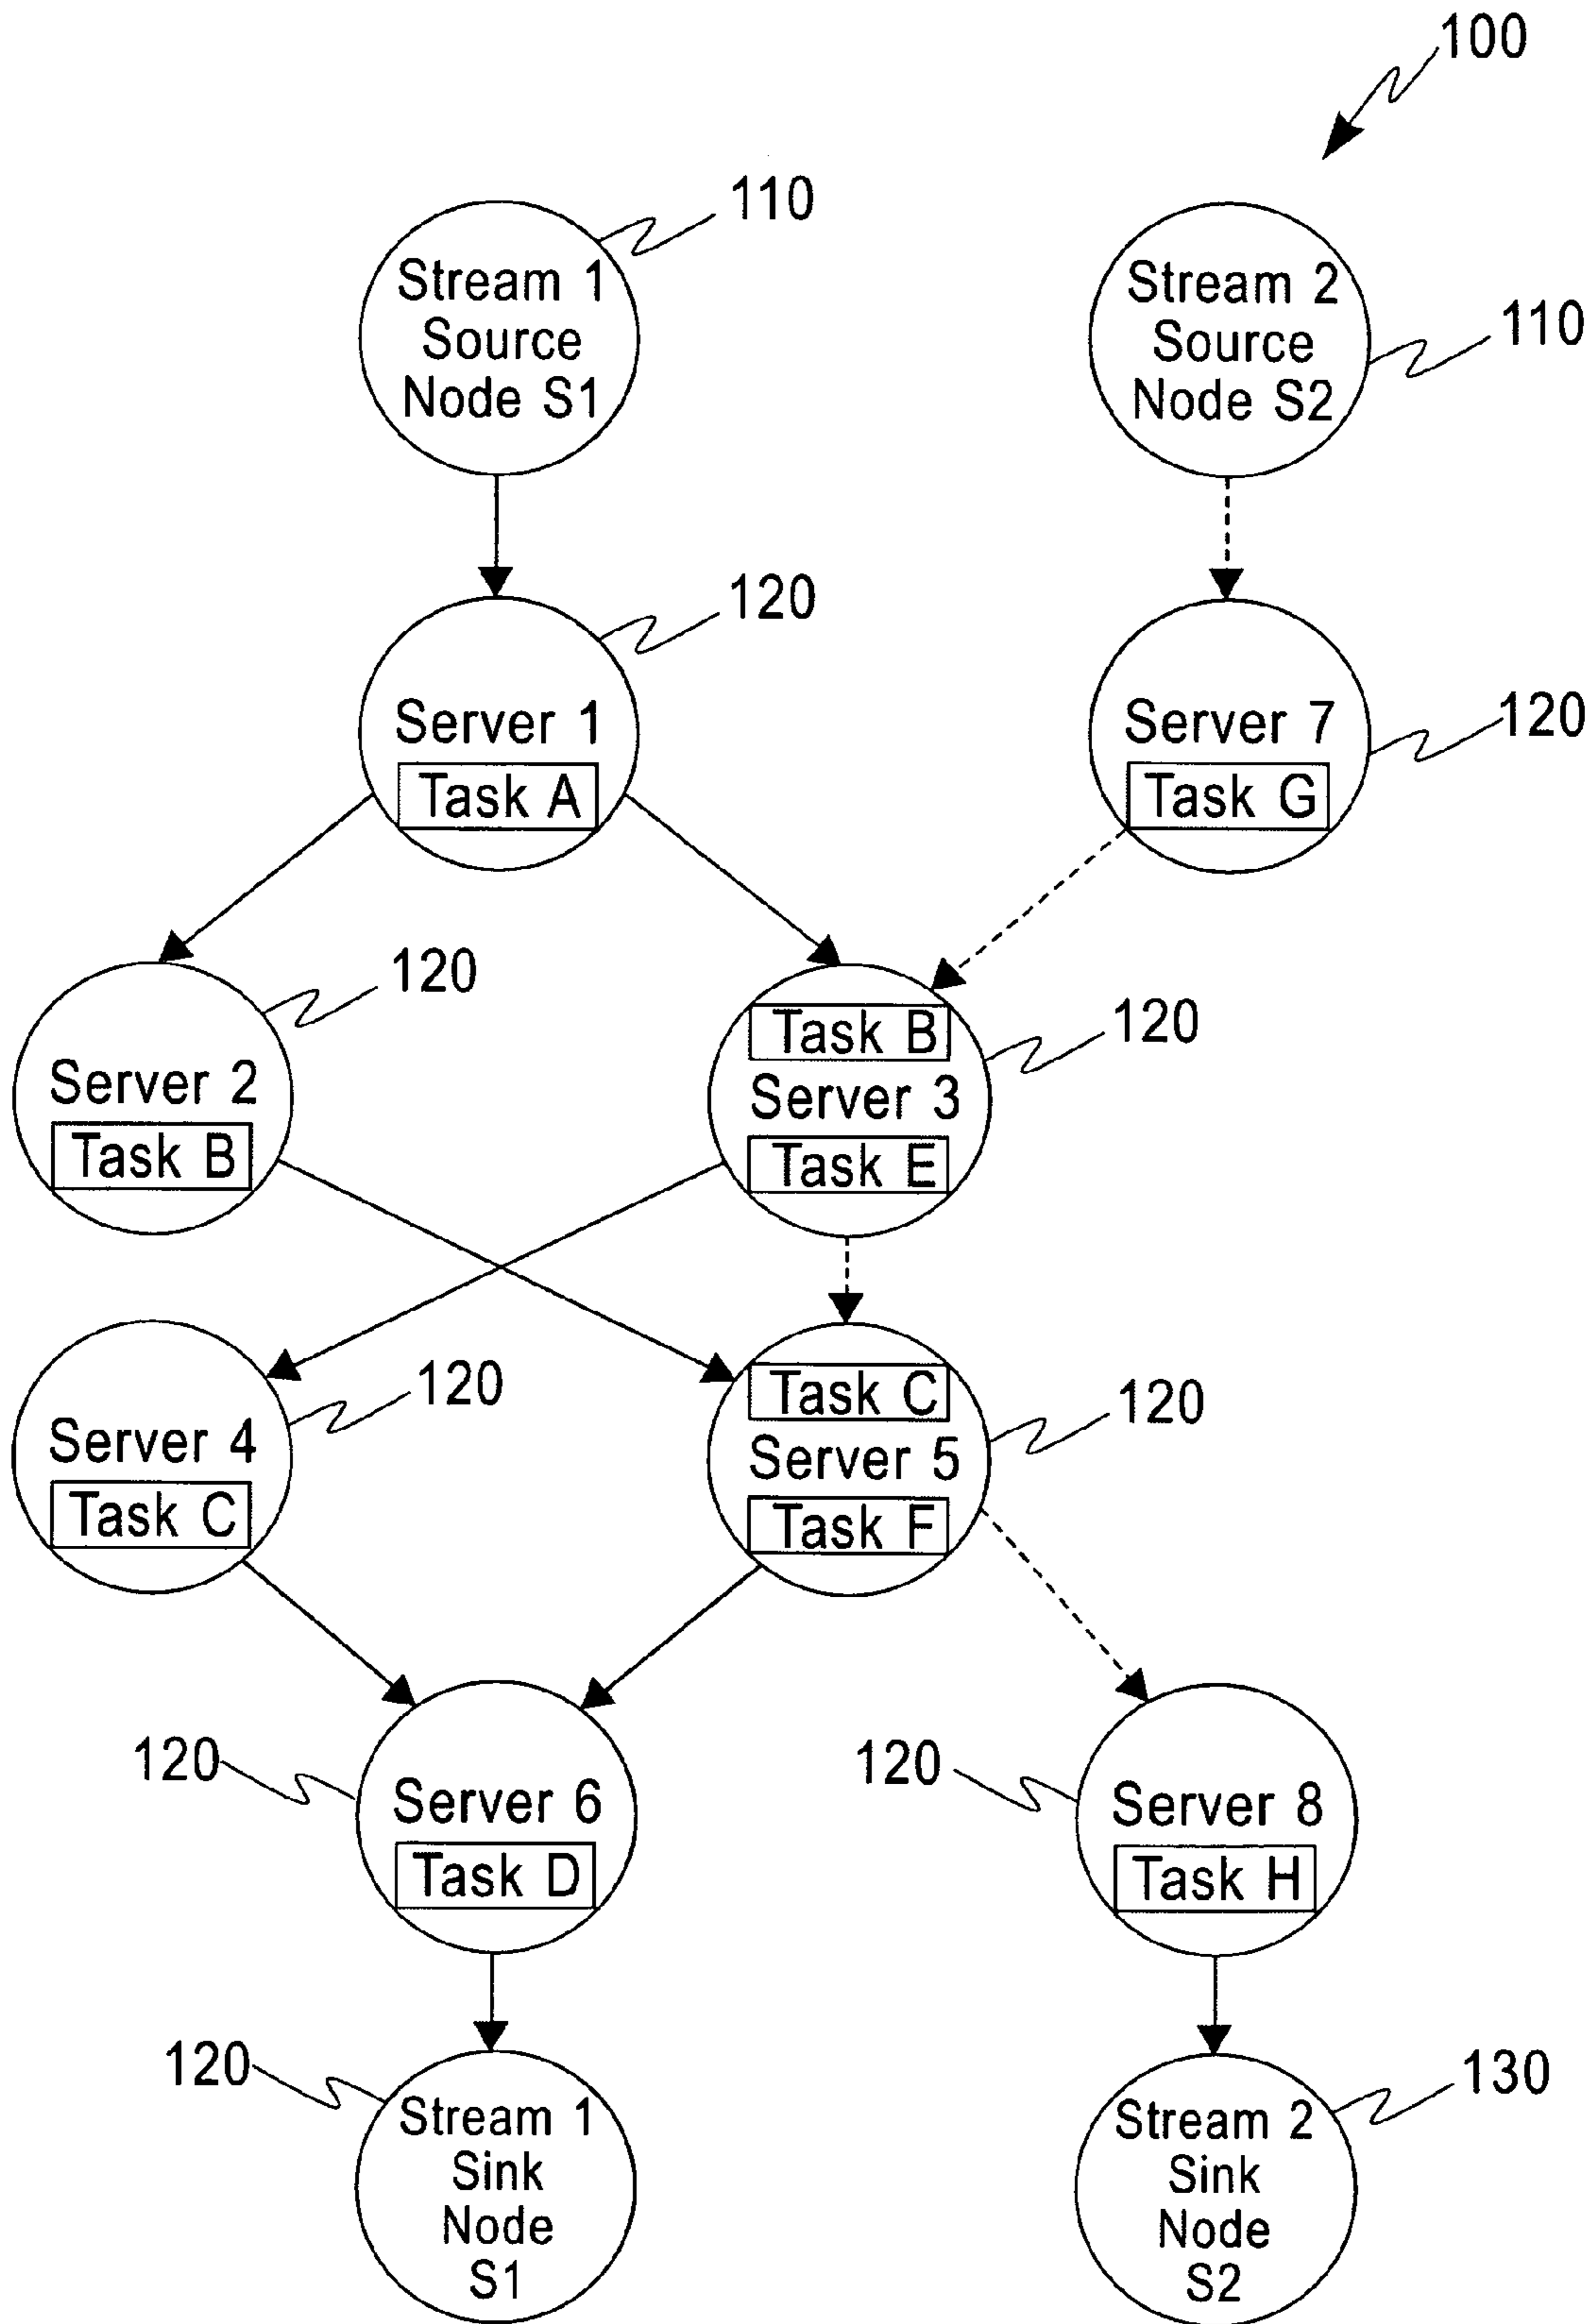 100
110
Stream 1
Source
Node S1
Stream 2
Source
Node S2
110
120
Server 1
Task A
Server 7
Task G
120
120
Server 2
Task B
Task B
Server 3
Task E
120
120
Server 4
Task C
Task C
Server 5
Task F
120
120
Server 6
Task D
120
Server 8
Task H
120
Stream 1
Sink
Node
S1
130
Stream 2
Sink
Node
S2